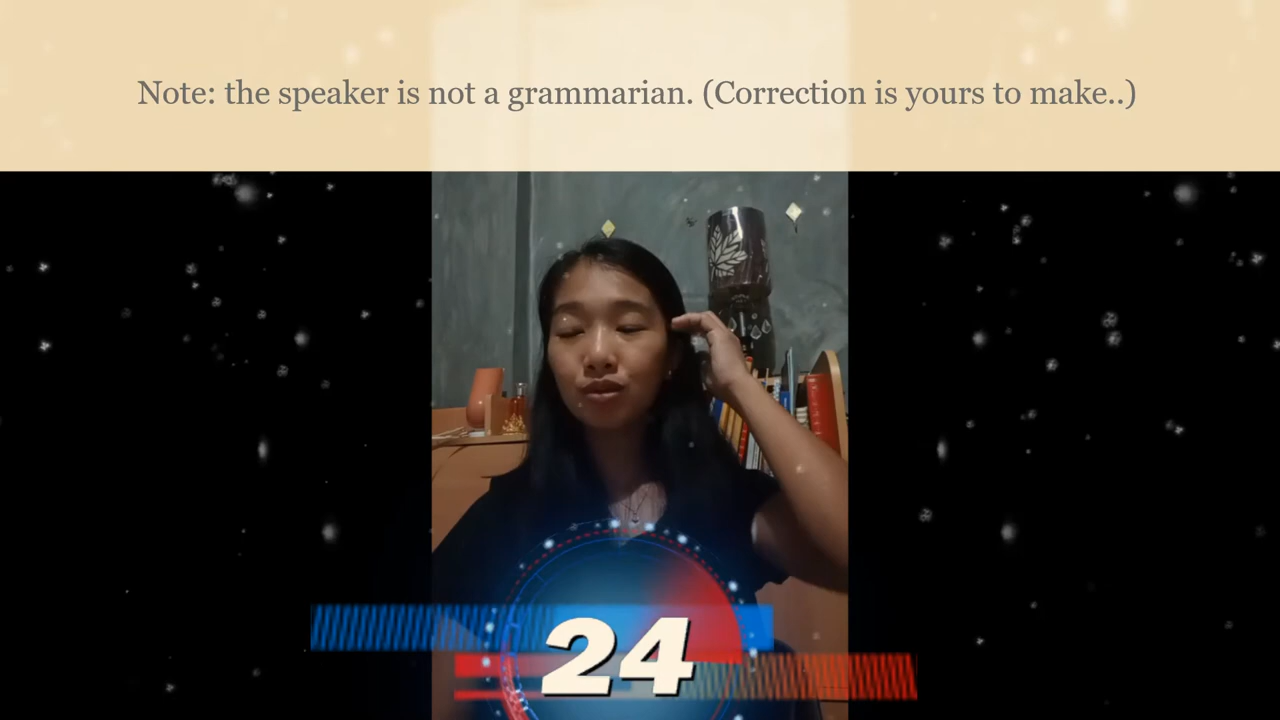 Note: the speaker is not a grammarian. (Correction is yours to make..)
24